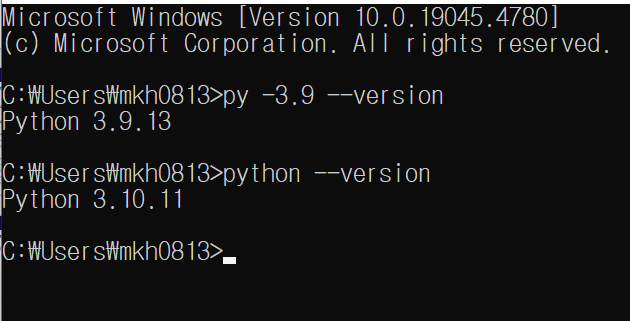 Microsoft Windows [Version 10.0.19045.4780]
(c) Microsoft Corporation. All rights reserved.
C:₩Users₩mkh0813>py -3.9 --version
Python 3.9.13
C:₩Users₩mkh0813>python --version
Python 3.10.11
C:₩Users₩mkh0813>